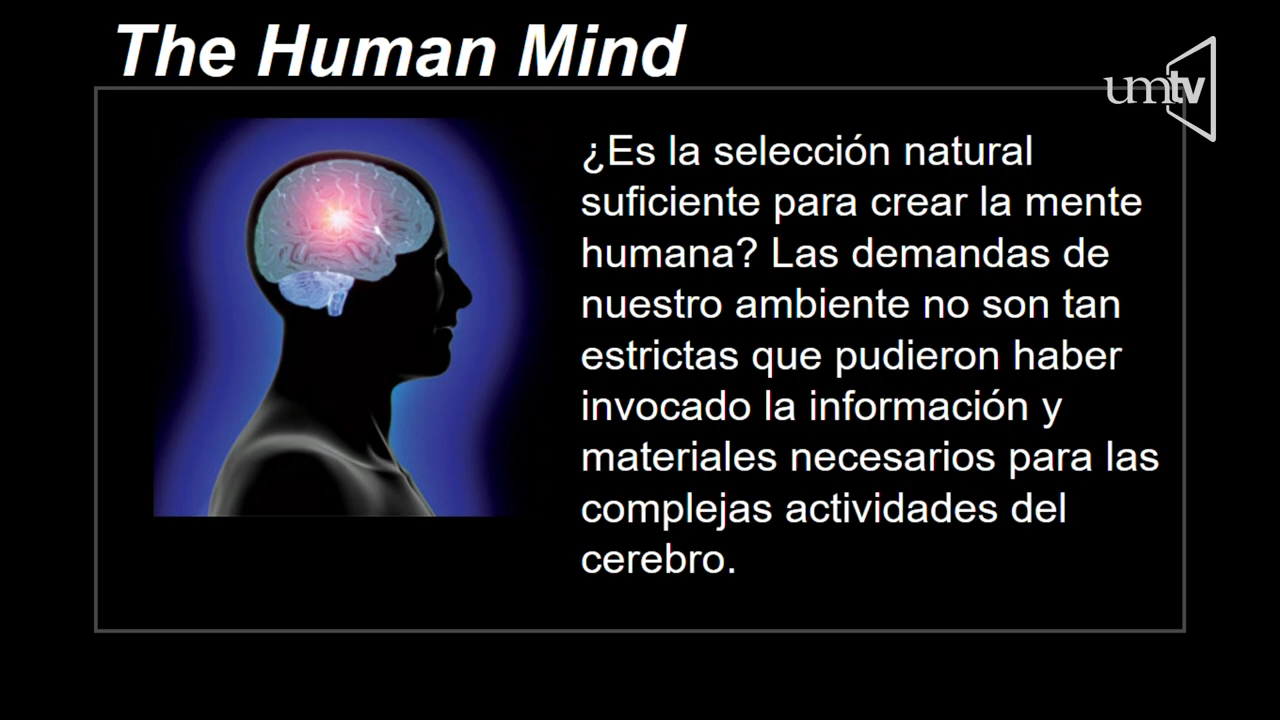 The Human Mind
umtv
¿Es la selección natural
suficiente para crear la mente
humana? Las demandas de
nuestro ambiente no son tan
estrictas que pudieron haber
invocado la información y
materiales necesarios para las
complejas actividades del
cerebro.